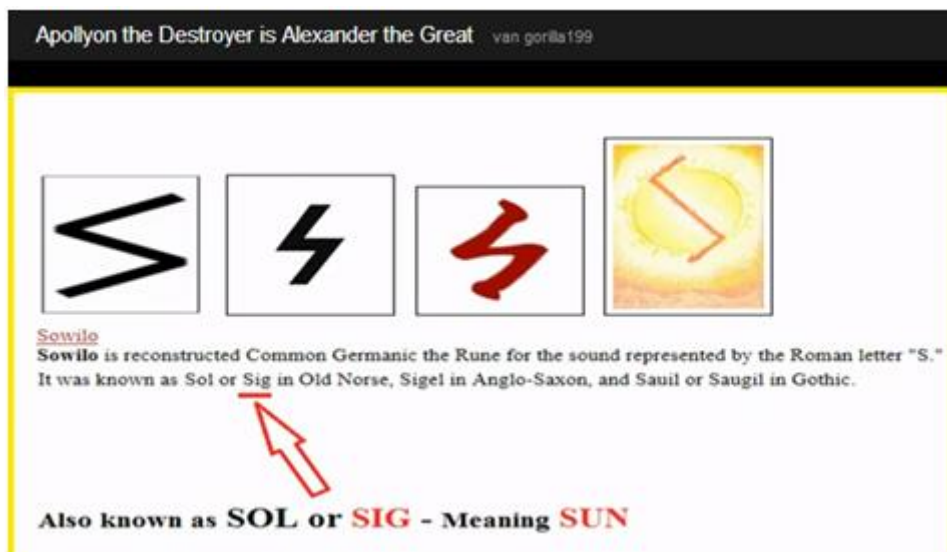 Apollyon the Destroyer is Alexander the Great van gorilla199
Sowilo
Sowilo is reconstructed Common Germanic the Rune for the sound represented by the Roman letter "S."
It was known as Sol or Sig in Old Norse, Sigel in Anglo-Saxon, and Sauil or Saugil in Gothic.
Also known as SOL or SIG - Meaning SUN